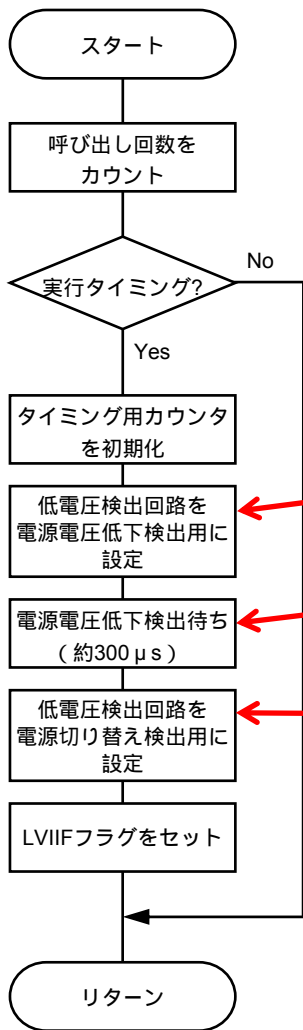 スタート
呼び出し回数を
カウント
実行タイミング?
No
Yes
タイミング用カウンタ
を初期化
低電圧検出回路を
電源電圧低下検出用に
設定
電源電圧低下検出待ち
（約300μs）
低電圧検出回路を
電源切り替え検出用に
設定
LVIIFフラグをセット
リターン